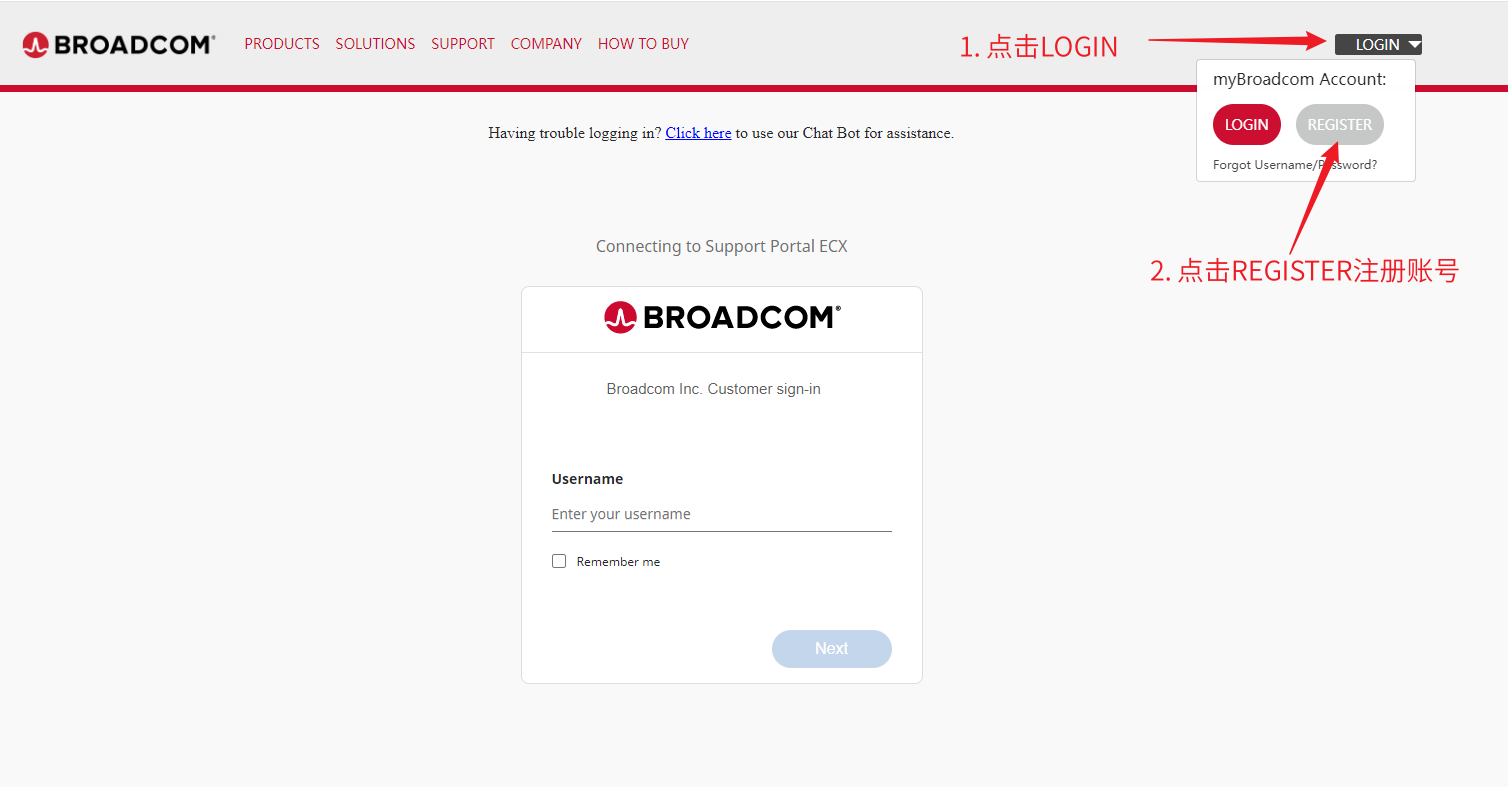 BROADCOM®
PRODUCTS SOLUTIONS SUPPORT COMPANY HOW TO BUY
1. 点击LOGIN
LOGIN
myBroadcom Account:
LOGIN REGISTER
Forgot Username/Password?
2. 点击REGISTER注册账号
Having trouble logging in? Click here to use our Chat Bot for assistance.
Connecting to Support Portal ECX
BROADCOM®
Broadcom Inc. Customer sign-in
Username
Enter your username
Remember me
Next